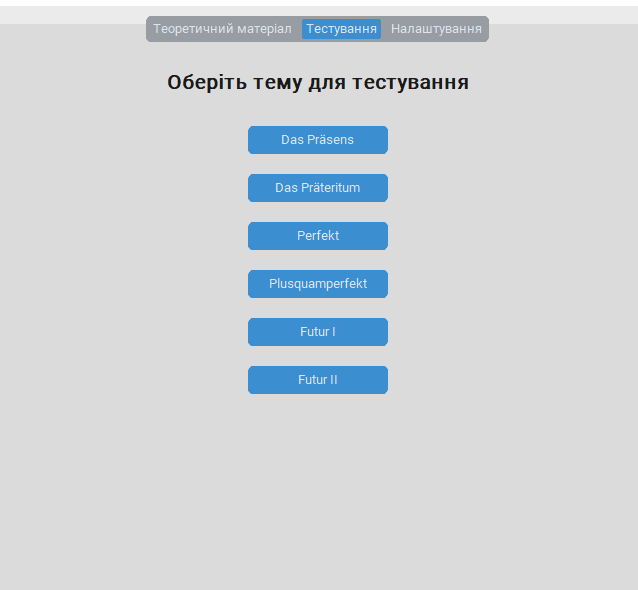 Теоретичний матеріал Тестування Налаштування
Оберіть тему для тестування
Das Präsens
Das Präteritum
Perfekt
Plusquamperfekt
Futur I
Futur II